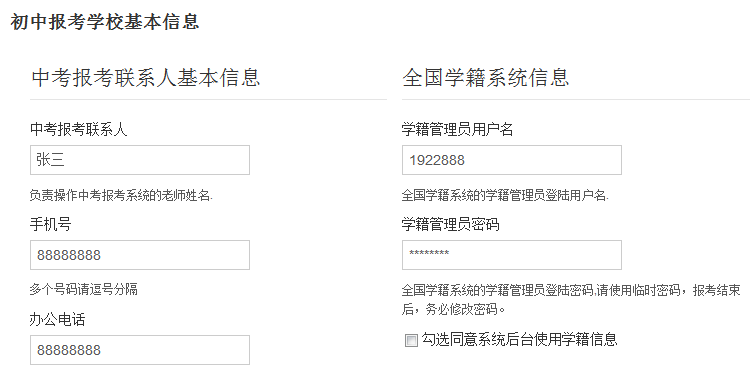 初中报考学校基本信息
中考报考联系人基本信息
中考报考联系人
张三
负责操作中考报考系统的老师姓名.
手机号
88888888
多个号码请逗号分隔
办公电话
88888888
全国学籍系统信息
学籍管理员用户名
1922888
全国学籍系统的学籍管理员登陆用户名.
学籍管理员密码
********
全国学籍系统的学籍管理员登陆密码,请使用临时密码，报考结束
后，务必修改密码。
勾选同意系统后台使用学籍信息